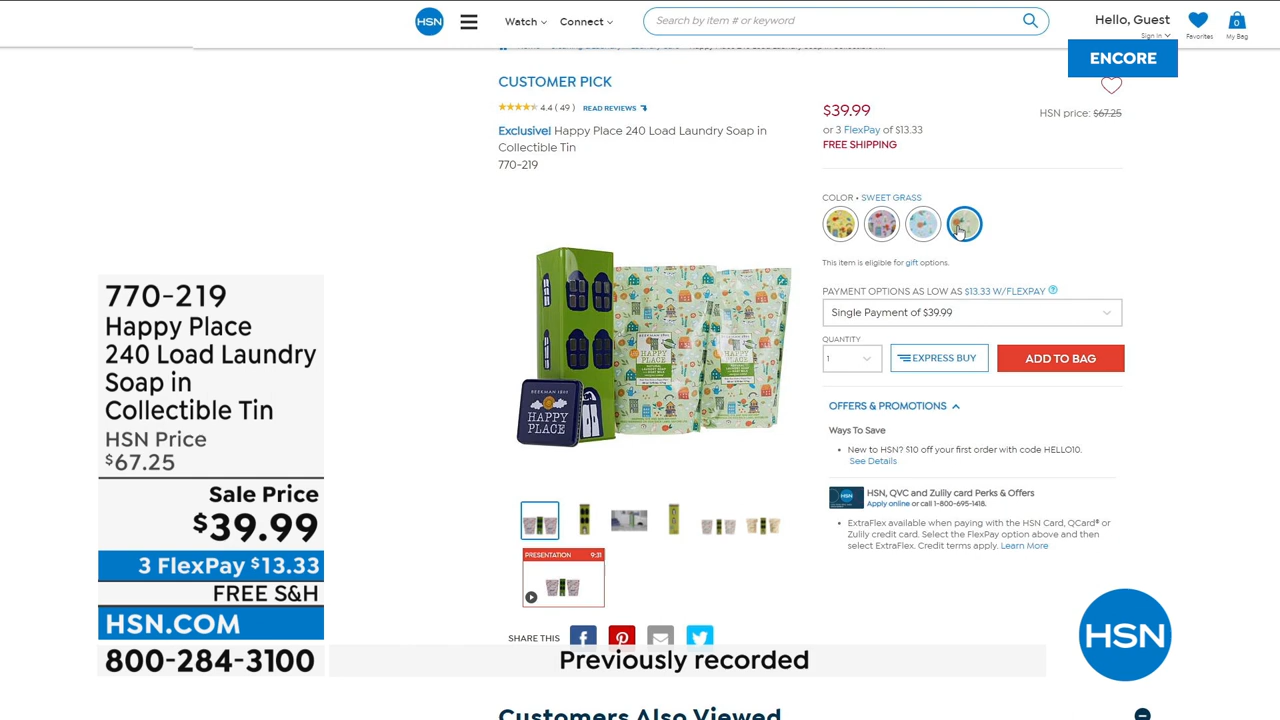 HSN
Watch
Connect
Search by item # or keyword
Hello, Guest
Sign In
Favorites
0
My Bag
ENCORE
CUSTOMER PICK
4.4 ( 49 ) READ REVIEWS
Exclusive! Happy Place 240 Load Laundry Soap in
Collectible Tin
770-219
$39.99
HSN price: $67.25
or 3 FlexPay of $13.33
FREE SHIPPING
COLOR • SWEET GRASS
This item is eligible for gift options.
PAYMENT OPTIONS AS LOW AS $13.33 W/FLEXPAY
Single Payment of $39.99
QUANTITY
1
EXPRESS BUY
ADD TO BAG
OFFERS & PROMOTIONS
Ways To Save
• New to HSN? $10 off your first order with code HELLO10.
See Details
HSN
HSN, QVC and Zulily card Perks & Offers
Apply online or call 1-800-695-1418.
• ExtraFlex available when paying with the HSN Card, QCard® or
Zulily credit card. Select the FlexPay option above and then
select ExtraFlex. Credit terms apply. Learn More
BEEKMAN 1802
HAPPY
PLACE
HAPPY
PLACE
HAPPY
PLACE
PRESENTATION 9:31
SHARE THIS
770-219
Happy Place
240 Load Laundry
Soap in
Collectible Tin
HSN Price
$67.25
Sale Price
$39.99
3 FlexPay $13.33
FREE S&H
HSN.COM
800-284-3100
Previously recorded
HSN
Customers Also Viewed